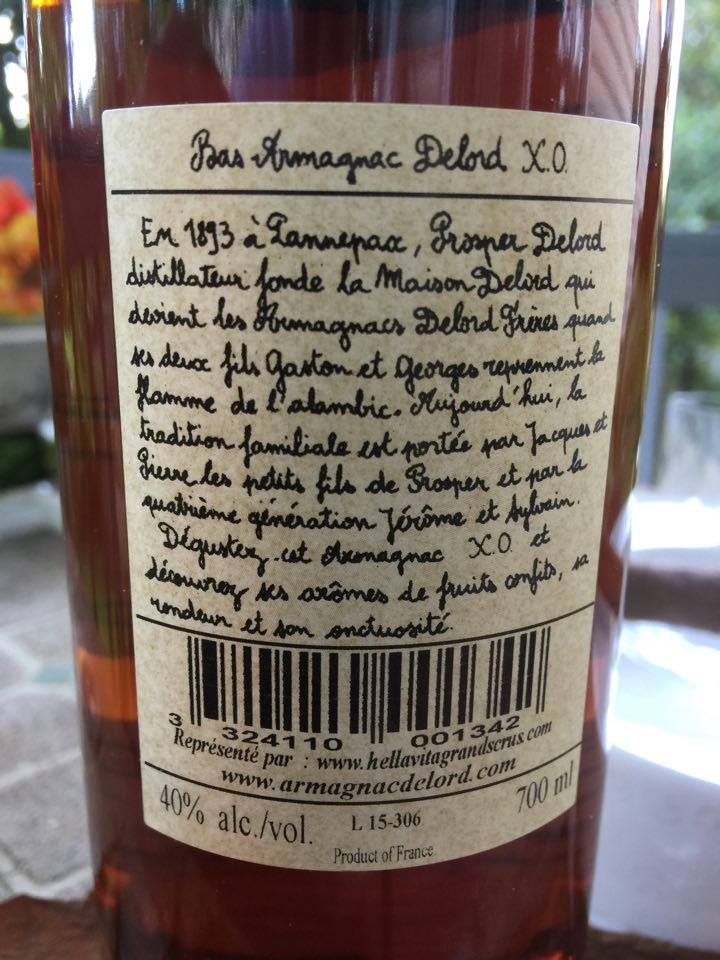 Bas Armagnac Delord X.O.
En 1893 à Lannepax, Prosper Delord
distillateur fonde la Maison Delord qui
devient les Armagnacs Delord Frères quand
ses deux fils Gaston et Georges reprennent la
flamme de l'alambic. Aujourd'hui, la
tradition familiale est portée par Jacques et
Pierre les petits fils de Prosper et par la
quatrième génération Jérôme et Sylvain.
Dégustez cet Armagnac X.O. et
découvrez ses arômes de fruits confits, sa
rondeur et son onctuosité.
3 324110 001342
Représenté par : www.hellavitagrandscrus.com
www.armagnacdelord.com
40% alc./vol. L 15-306 700 ml
Product of France